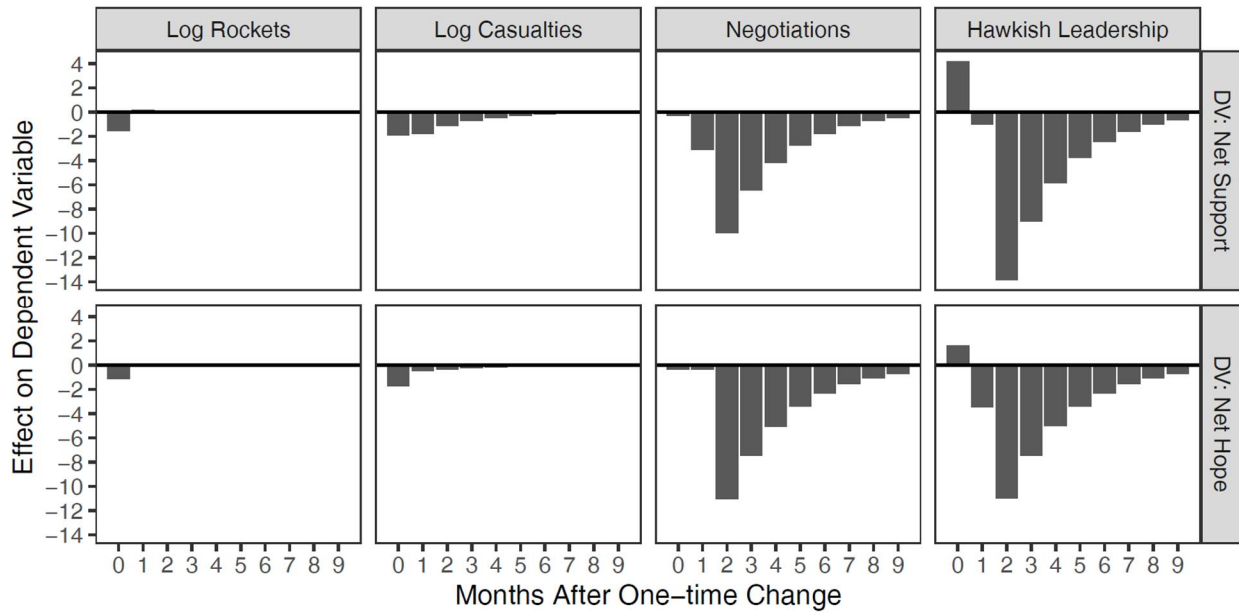 Log Rockets
Log Casualties
Negotiations
Hawkish Leadership
Effect on Dependent Variable
4
2
0
−2
−4
−6
−8
−10
−12
−14
DV: Net Support
4
2
0
−2
−4
−6
−8
−10
−12
−14
DV: Net Hope
0 1 2 3 4 5 6 7 8 9
0 1 2 3 4 5 6 7 8 9
0 1 2 3 4 5 6 7 8 9
0 1 2 3 4 5 6 7 8 9
Months After One−time Change